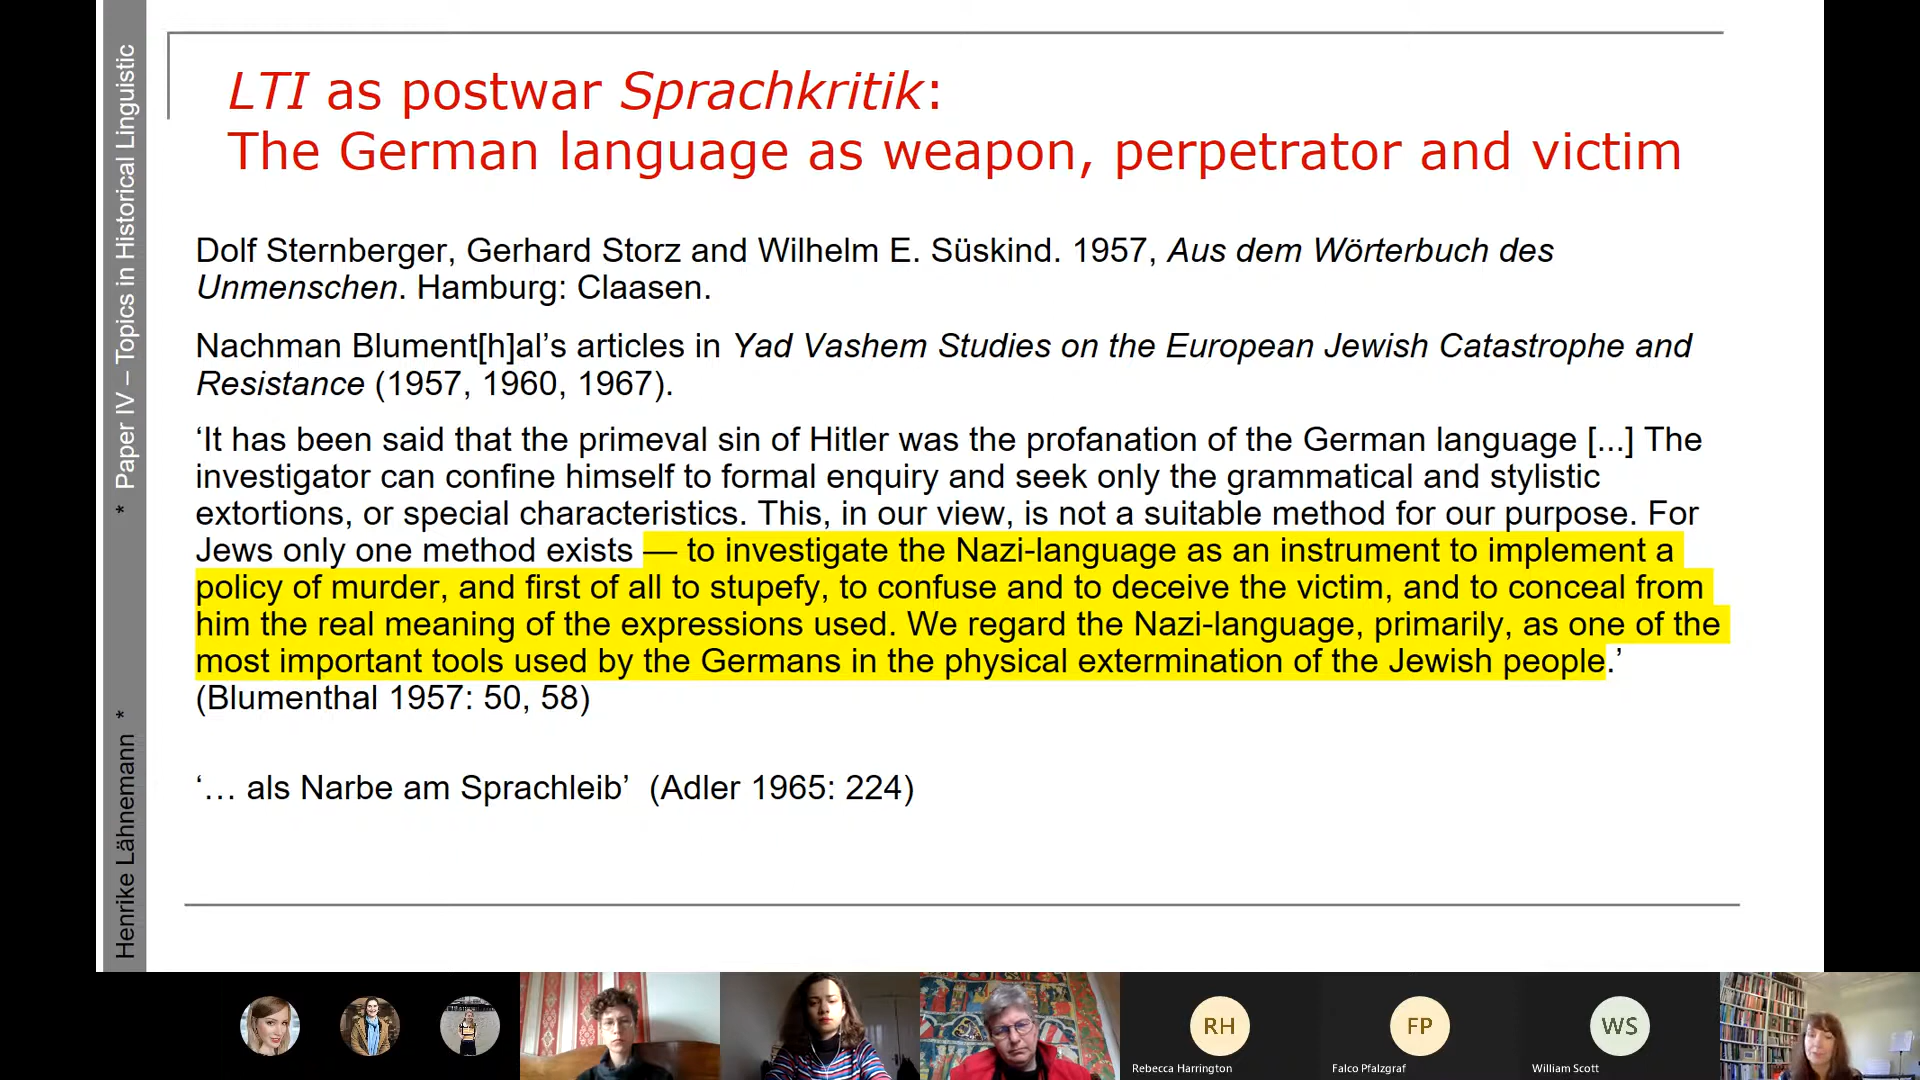 Henrike Lähnemann * * Paper IV – Topics in Historical Linguistic
LTI as postwar Sprachkritik:
The German language as weapon, perpetrator and victim
Dolf Sternberger, Gerhard Storz and Wilhelm E. Süskind. 1957, Aus dem Wörterbuch des
Unmenschen. Hamburg: Claasen.
Nachman Blument[h]al’s articles in Yad Vashem Studies on the European Jewish Catastrophe and
Resistance (1957, 1960, 1967).
‘It has been said that the primeval sin of Hitler was the profanation of the German language [...] The
investigator can confine himself to formal enquiry and seek only the grammatical and stylistic
extortions, or special characteristics. This, in our view, is not a suitable method for our purpose. For
Jews only one method exists — to investigate the Nazi-language as an instrument to implement a
policy of murder, and first of all to stupefy, to confuse and to deceive the victim, and to conceal from
him the real meaning of the expressions used. We regard the Nazi-language, primarily, as one of the
most important tools used by the Germans in the physical extermination of the Jewish people.’
(Blumenthal 1957: 50, 58)
‘… als Narbe am Sprachleib’ (Adler 1965: 224)
RH
Rebecca Harrington
FP
Falco Pfalzgraf
WS
William Scott